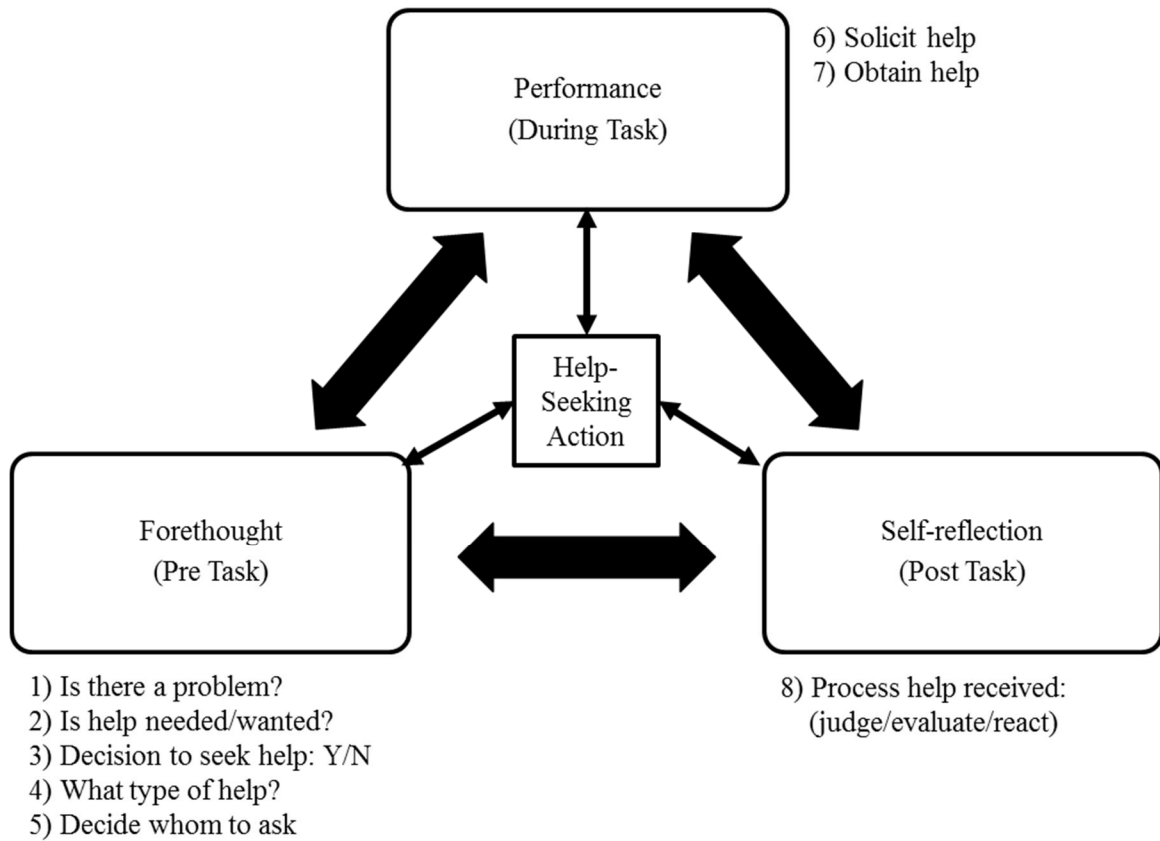 Performance
(During Task)
6) Solicit help
7) Obtain help
Help-
Seeking
Action
Forethought
(Pre Task)
Self-reflection
(Post Task)
1) Is there a problem?
2) Is help needed/wanted?
3) Decision to seek help: Y/N
4) What type of help?
5) Decide whom to ask
8) Process help received:
(judge/evaluate/react)